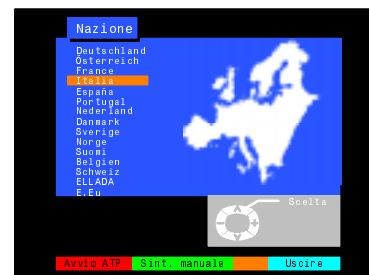 Nazione
Deutschland
Österreich
France
Italia
España
Portugal
Nederland
Danmark
Sverige
Norge
Suomi
Belgien
Schweiz
ELLADA
E.Eu
Scelta
Avvio ATP Sint. manuale Uscire